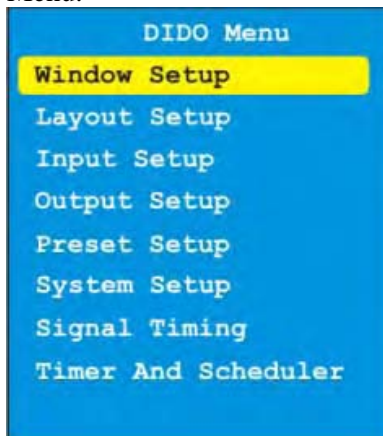 DIDO Menu
Window Setup
Layout Setup
Input Setup
Output Setup
Preset Setup
System Setup
Signal Timing
Timer And Scheduler